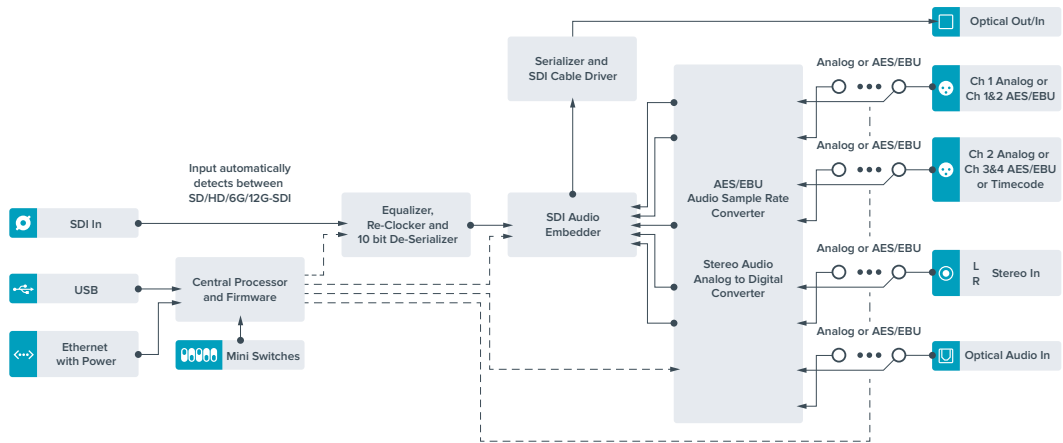 Optical Out/In
Serializer and
SDI Cable Driver
Analog or AES/EBU
Ch 1 Analog or
Ch 1&2 AES/EBU
Analog or AES/EBU
Ch 2 Analog or
Ch 3&4 AES/EBU
or Timecode
Input automatically
detects between
SD/HD/6G/12G-SDI
AES/EBU
Audio Sample Rate
Converter
SDI In
Equalizer,
Re-Clocker and
10 bit De-Serializer
SDI Audio
Embedder
Stereo Audio
Analog to Digital
Converter
Analog or AES/EBU
L
R
Stereo In
USB
Central Processor
and Firmware
Ethernet
with Power
Mini Switches
Analog or AES/EBU
Optical Audio In